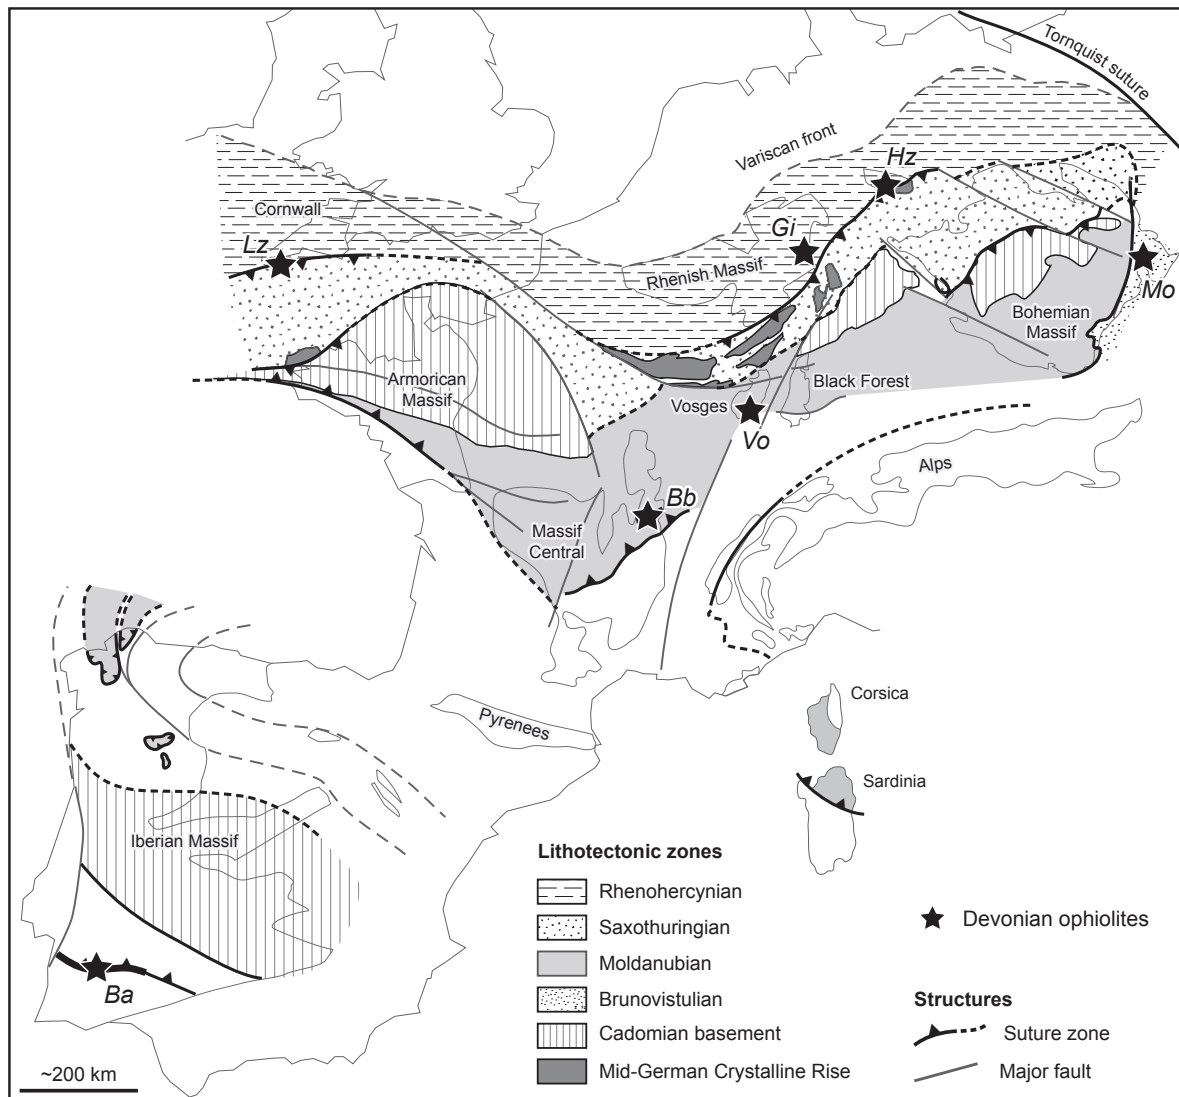 Tornquist suture
Variscan front
Hz
Cornwall
Lz
Gi
Rhenish Massif
Mo
Bohemian
Massif
Armorican
Massif
Black Forest
Vosges
Vo
Alps
Bb
Massif
Central
Corsica
Pyrenees
Sardinia
Iberian Massif
Ba
~200 km
Lithotectonic zones
Rhenohercynian
Saxothuringian
Moldanubian
Brunovistulian
Cadomian basement
Mid-German Crystalline Rise
Devonian ophiolites
Structures
Suture zone
Major fault